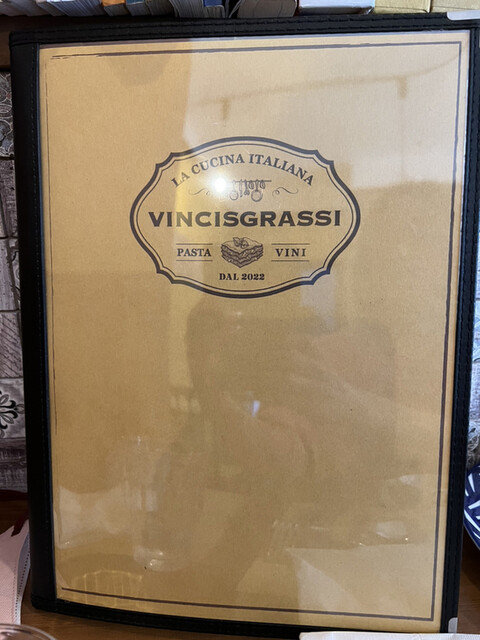 LA CUCINA ITALIANA
VINCISGRASSI
PASTA VINI
DAL 2022